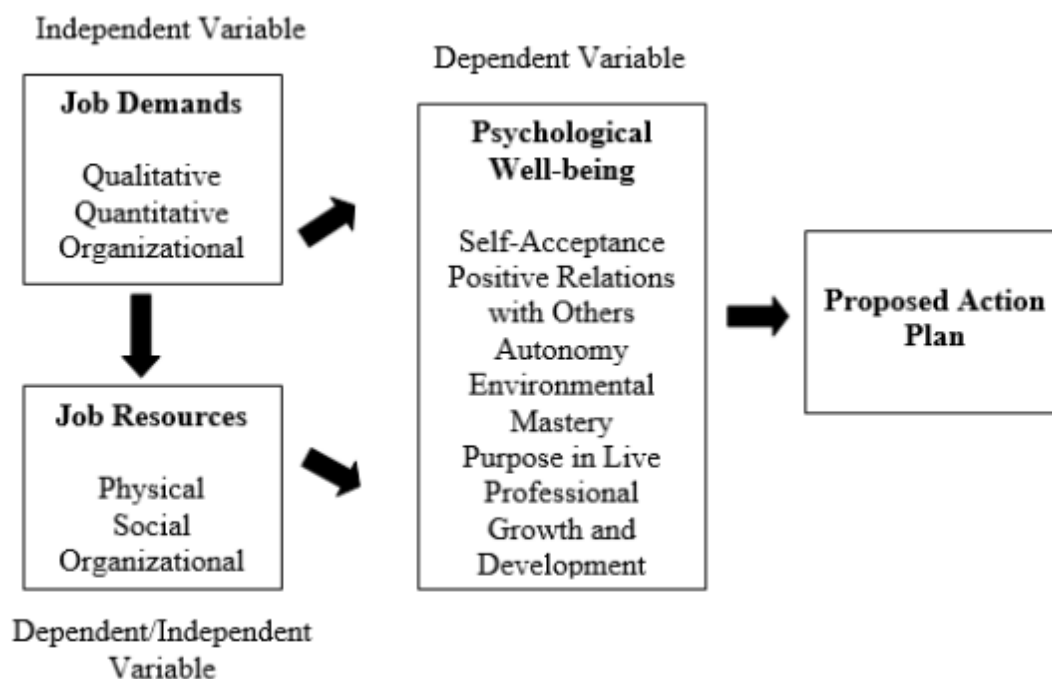 Independent Variable
Job Demands
Qualitative
Quantitative
Organizational
Job Resources
Physical
Social
Organizational
Dependent/Independent
Variable
Dependent Variable
Psychological
Well-being
Self-Acceptance
Positive Relations
with Others
Autonomy
Environmental
Mastery
Purpose in Live
Professional
Growth and
Development
Proposed Action
Plan